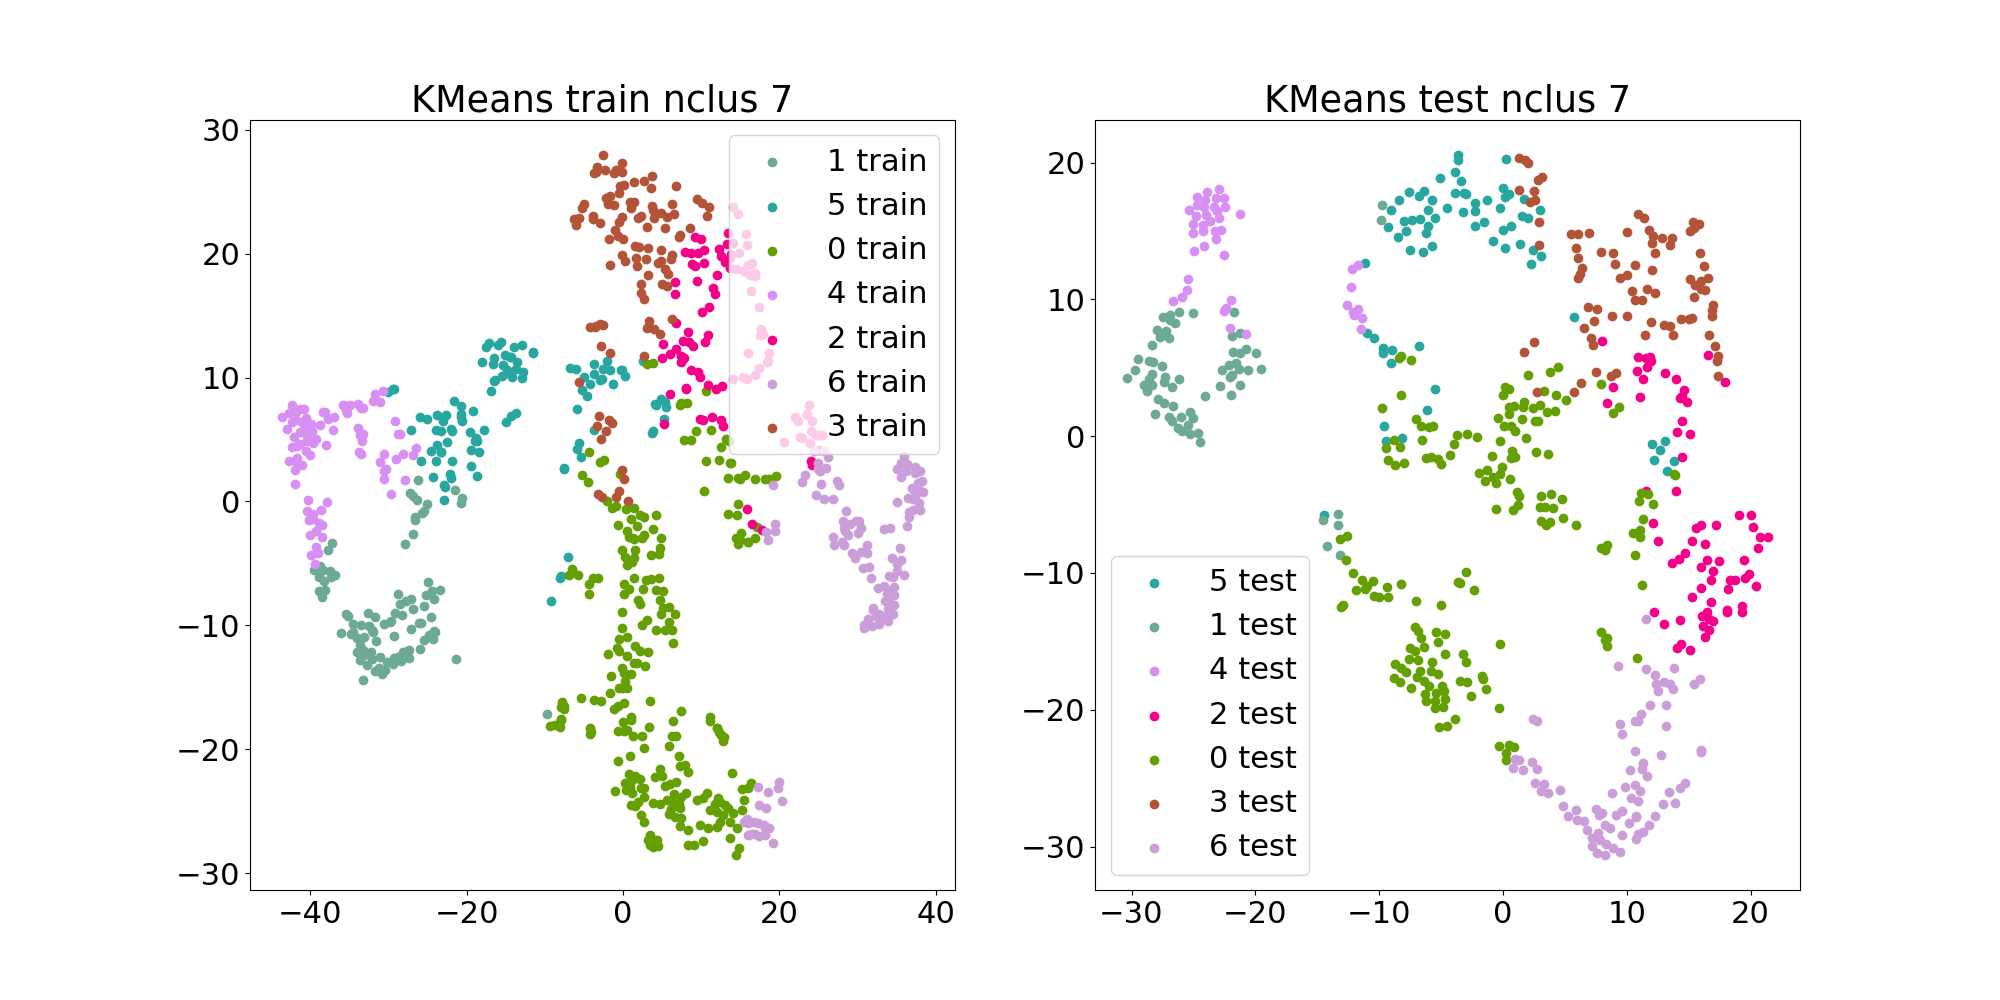 KMeans train nclus 7
30
20
10
0
−10
−20
−30
−40
−20
0
20
40
1 train
5 train
0 train
4 train
2 train
6 train
3 train
KMeans test nclus 7
20
10
0
−10
−20
−30
−30
−20
−10
0
10
20
5 test
1 test
4 test
2 test
0 test
3 test
6 test